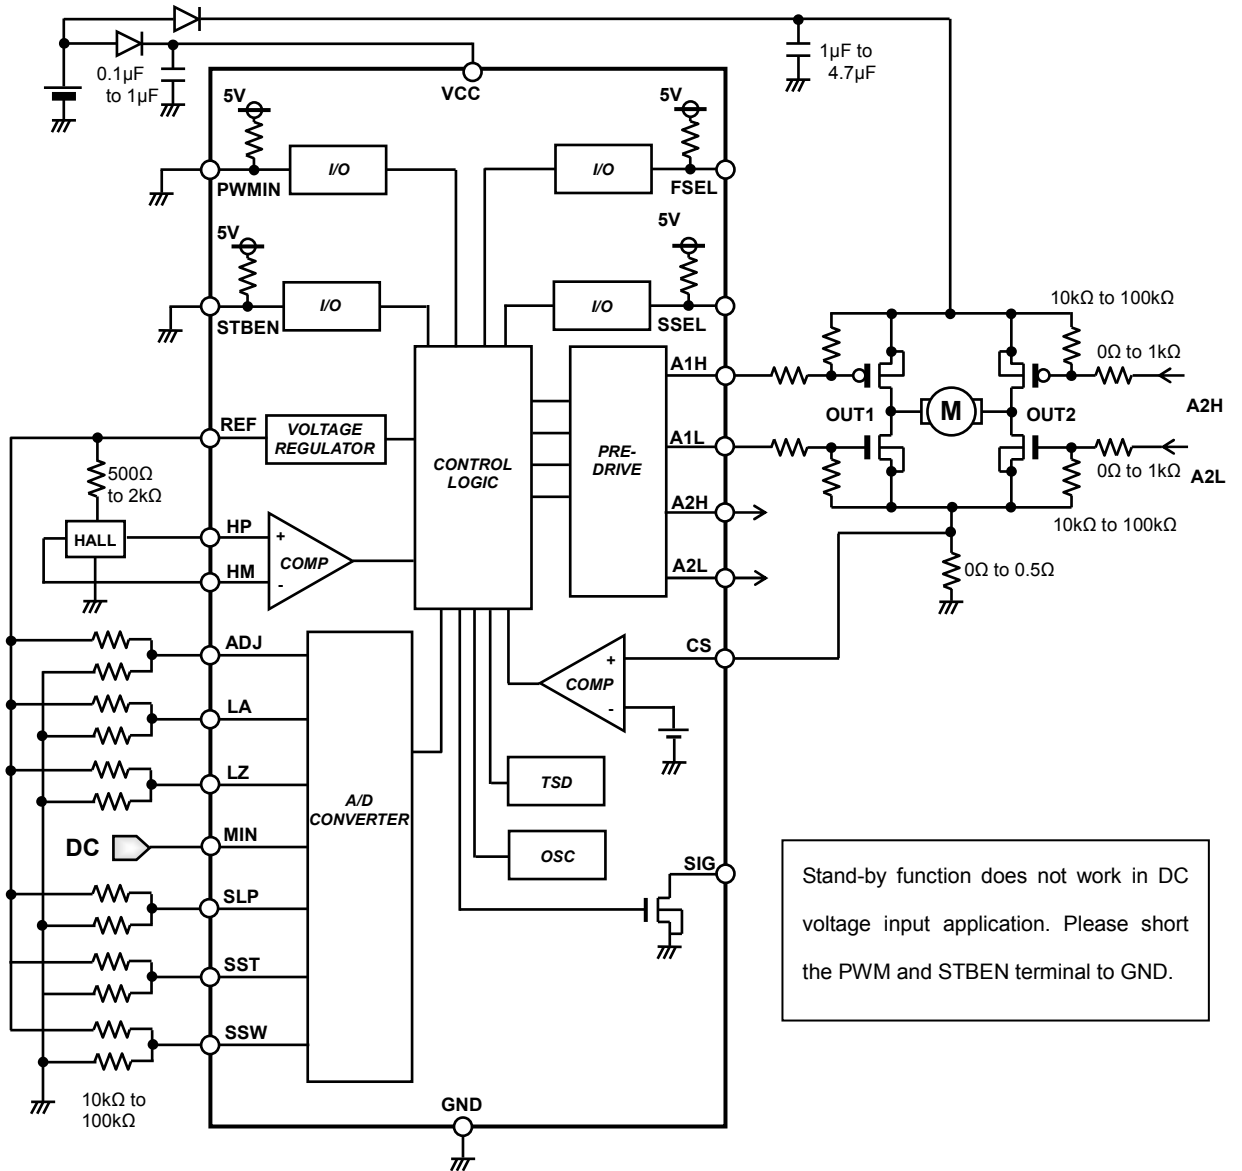 0.1µF
to 1µF
VCC
1µF to
4.7µF
5V
5V
PWMIN
I/O
I/O
FSEL
5V
5V
STBEN
I/O
I/O
SSEL
10kΩ to 100kΩ
0Ω to 1kΩ
A1H
A2H
OUT1
M
OUT2
REF
VOLTAGE
REGULATOR
CONTROL
LOGIC
PRE-
DRIVE
A1L
0Ω to 1kΩ
A2L
500Ω
to 2kΩ
A2H
10kΩ to 100kΩ
HALL
HP
+
COMP
HM
-
A2L
0Ω to 0.5Ω
ADJ
CS
+
COMP
-
LA
LZ
TSD
A/D
CONVERTER
DC
MIN
OSC
SIG
SLP
SST
SSW
10kΩ to
100kΩ
GND
Stand-by function does not work in DC
voltage input application. Please short
the PWM and STBEN terminal to GND.